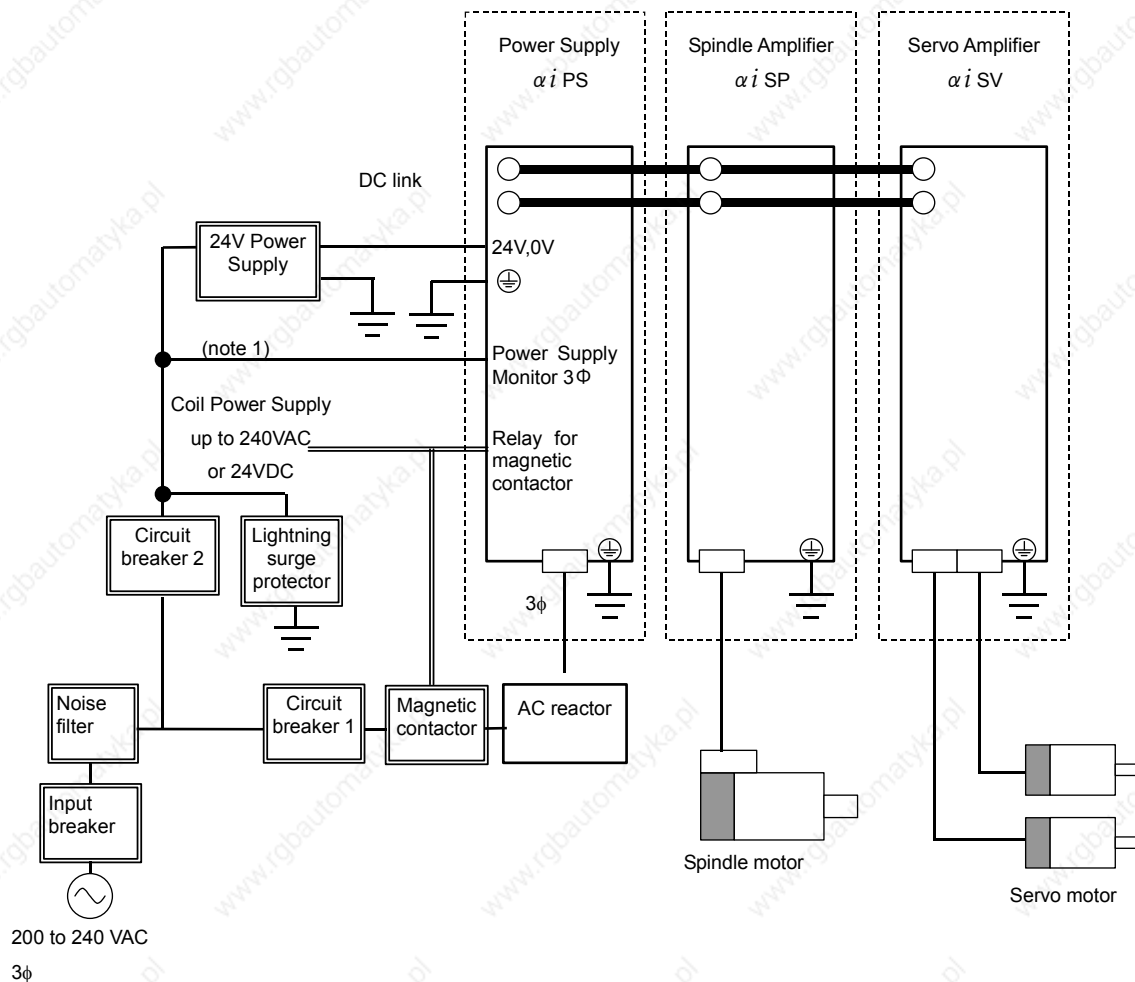 Power Supply
α i PS
Spindle Amplifier
α i SP
Servo Amplifier
α i SV
DC link
24V Power
Supply
24V,0V
(note 1)
Power Supply
Monitor 3Φ
Coil Power Supply
up to 240VAC
or 24VDC
Relay for
magnetic
contactor
Circuit
breaker 2
Lightning
surge
protector
3ϕ
Noise
filter
Circuit
breaker 1
Magnetic
contactor
AC reactor
Input
breaker
Spindle motor
Servo motor
200 to 240 VAC
3ϕ
www.rgbautomatyka.pl